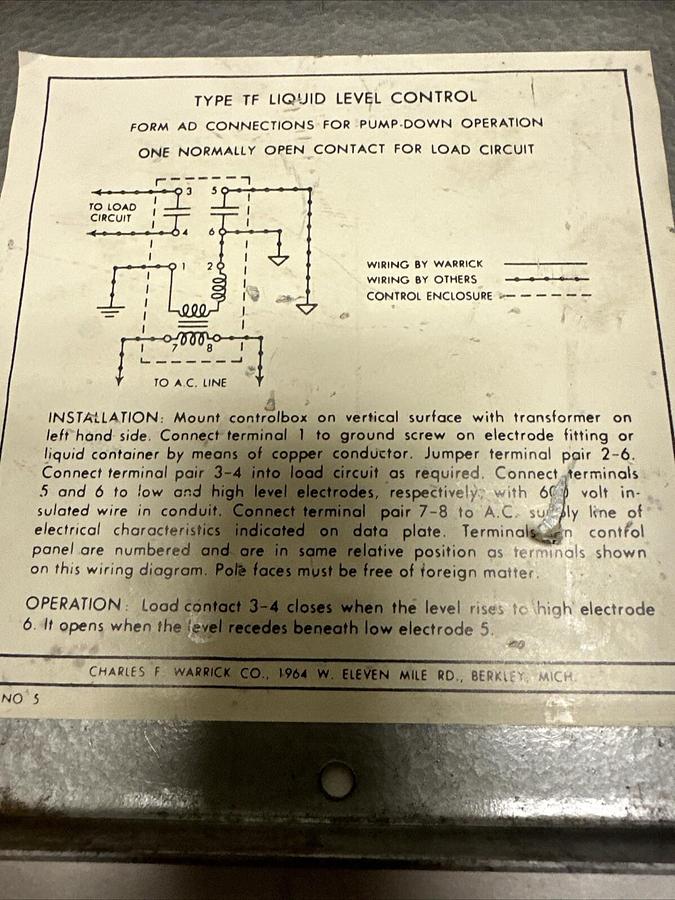 TYPE TF LIQUID LEVEL CONTROL
FORM AD CONNECTIONS FOR PUMP-DOWN OPERATION
ONE NORMALLY OPEN CONTACT FOR LOAD CIRCUIT
3 5
TO LOAD
CIRCUIT
4 6
1 2
WIRING BY WARRICK
WIRING BY OTHERS
CONTROL ENCLOSURE
7 8
TO A.C. LINE
INSTALLATION: Mount controlbox on vertical surface with transformer on
left hand side. Connect terminal 1 to ground screw on electrode fitting or
liquid container by means of copper conductor. Jumper terminal pair 2-6.
Connect terminal pair 3-4 into load circuit as required. Connect terminals
5 and 6 to low and high level electrodes, respectively, with 600 volt in-
sulated wire in conduit. Connect terminal pair 7-8 to A.C. supply line of
electrical characteristics indicated on data plate. Terminals on control
panel are numbered and are in same relative position as terminals shown
on this wiring diagram. Pole faces must be free of foreign matter.
OPERATION: Load contact 3-4 closes when the level rises to high electrode
6. It opens when the level recedes beneath low electrode 5.
CHARLES F. WARRICK CO., 1964 W. ELEVEN MILE RD., BERKLEY, MICH.
NO 5